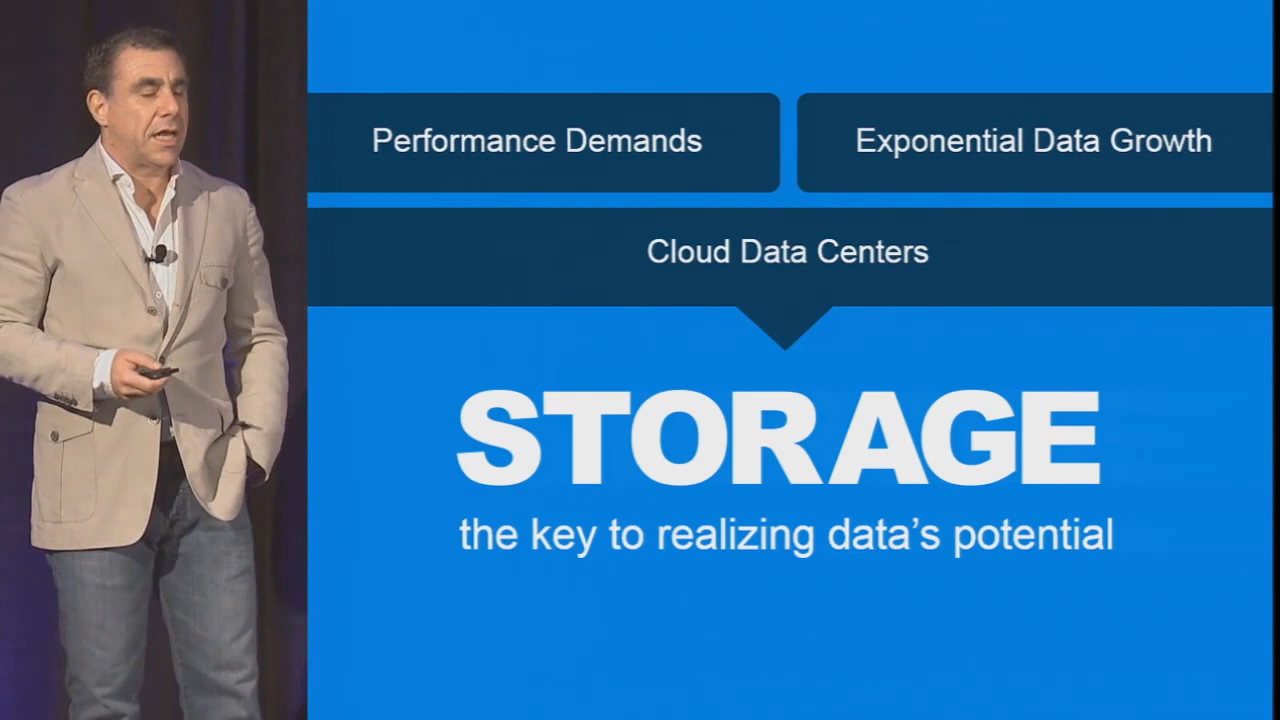 Performance Demands
Exponential Data Growth
Cloud Data Centers
STORAGE
the key to realizing data’s potential